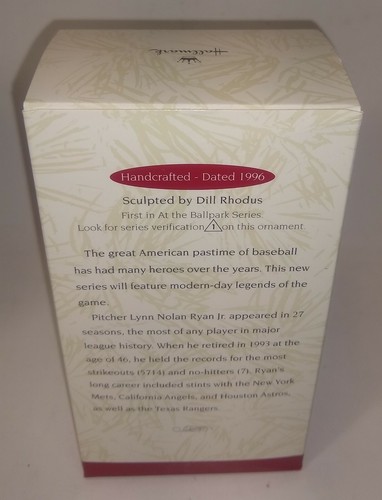 Hallmark
Handcrafted - Dated 1996
Sculpted by Dill Rhodus
First in At the Ballpark Series.
Look for series verification 1 on this ornament.
The great American pastime of baseball
has had many heroes over the years. This new
series will feature modern-day legends of the
game.
Pitcher Lynn Nolan Ryan Jr. appeared in 27
seasons, the most of any player in major
league history. When he retired in 1993 at the
age of 46, he held the records for the most
strikeouts (5714) and no-hitters (7). Ryan's
long career included stints with the New York
Mets, California Angels, and Houston Astros,
as well as the Texas Rangers.